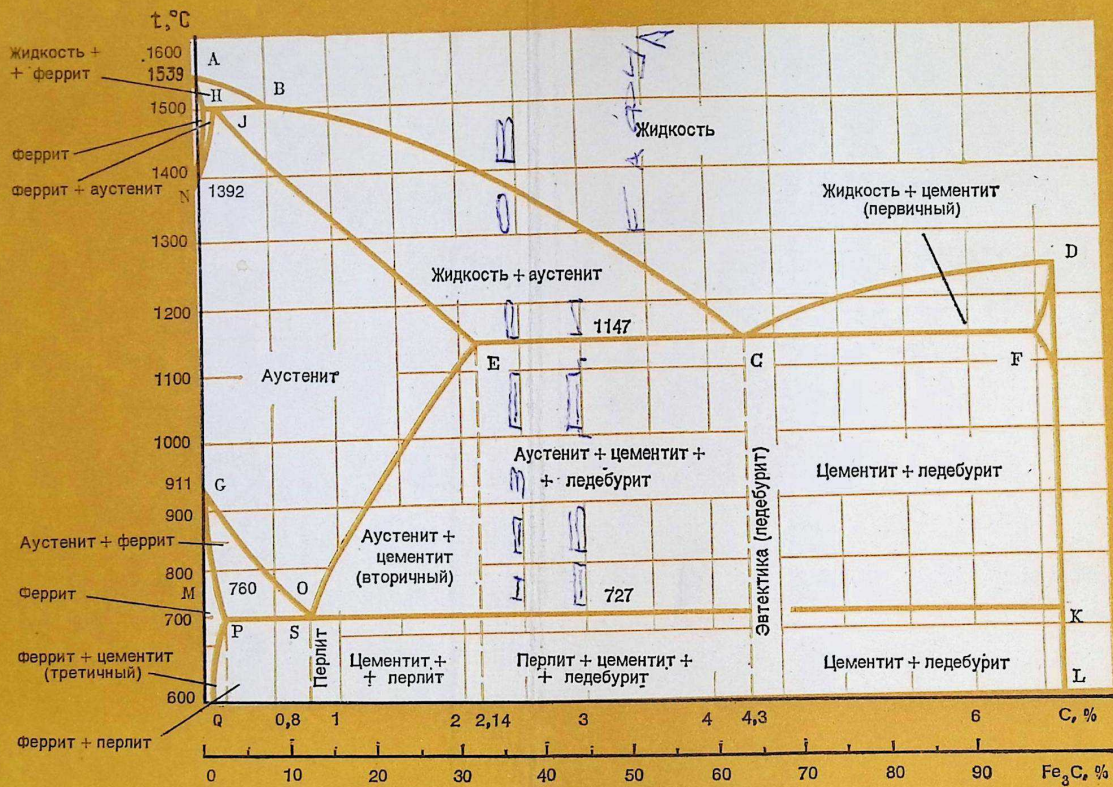 t,°C
Жидкость +
+ феррит
1600
1539
A
H
B
1500
J
Феррит
Феррит + аустенит
1400
N
1392
Жидкость
Жидкость + цементит
(первичный)
1300
D
Жидкость + аустенит
1200
1147
E
C
F
1100
Аустенит
1000
Аустенит + цементит +
+ ледебурит
Цементит + ледебурит
Эвтектика (ледебурит)
911
G
900
Аустенит + феррит
Аустенит +
цементит
(вторичный)
800
M
760
O
727
Феррит
700
P
S
K
Феррит + цементит
(третичный)
Перлит
Цементит +
+ перлит
Перлит + цементит +
+ ледебурит
Цементит + ледебурит
L
600
Q
0,8
1
2
2,14
3
4
4,3
6
C, %
Феррит + перлит
0
10
20
30
40
50
60
70
80
90
Fe₃C, %